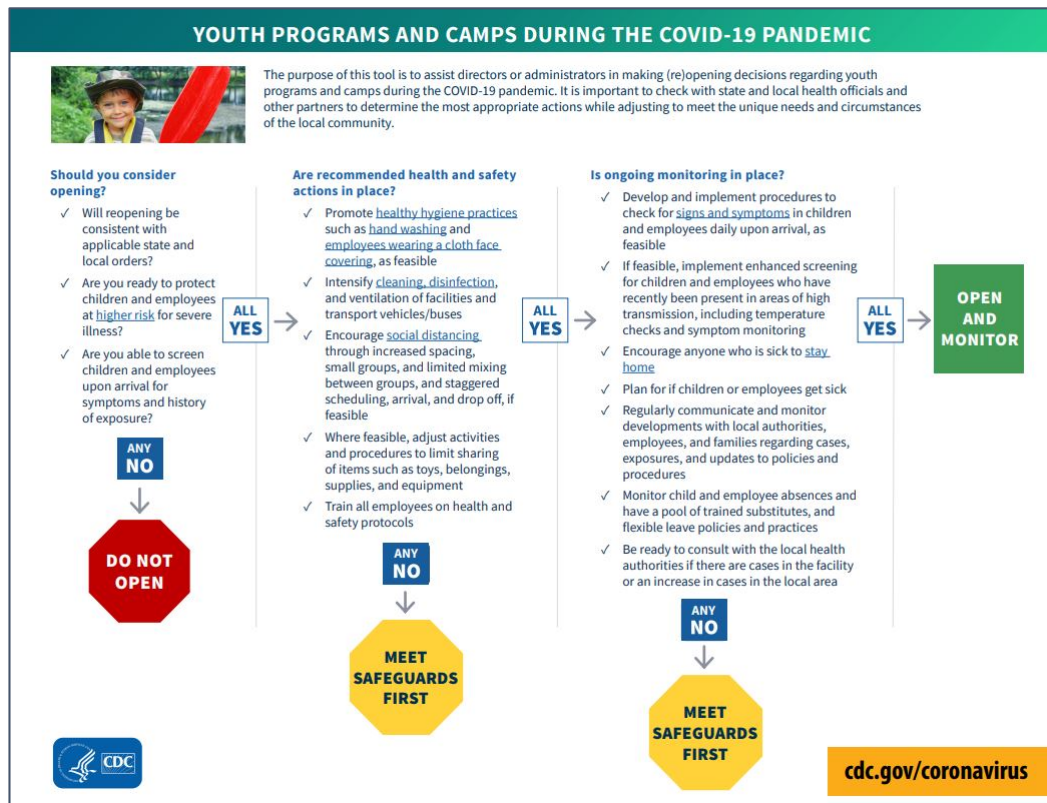 YOUTH PROGRAMS AND CAMPS DURING THE COVID-19 PANDEMIC
The purpose of this tool is to assist directors or administrators in making (re)opening decisions regarding youth
programs and camps during the COVID-19 pandemic. It is important to check with state and local health officials and
other partners to determine the most appropriate actions while adjusting to meet the unique needs and circumstances
of the local community.
Should you consider
opening?
✓ Will reopening be
consistent with
applicable state and
local orders?
✓ Are you ready to protect
children and employees
at higher risk for severe
illness?
✓ Are you able to screen
children and employees
upon arrival for
symptoms and history
of exposure?
ANY
NO
DO NOT
OPEN
ALL
YES
Are recommended health and safety
actions in place?
✓ Promote healthy hygiene practices
such as hand washing and
employees wearing a cloth face
covering, as feasible
✓ Intensify cleaning, disinfection,
and ventilation of facilities and
transport vehicles/buses
✓ Encourage social distancing
through increased spacing,
small groups, and limited mixing
between groups, and staggered
scheduling, arrival, and drop off, if
feasible
✓ Where feasible, adjust activities
and procedures to limit sharing
of items such as toys, belongings,
supplies, and equipment
✓ Train all employees on health and
safety protocols
ANY
NO
MEET
SAFEGUARDS
FIRST
ALL
YES
Is ongoing monitoring in place?
✓ Develop and implement procedures to
check for signs and symptoms in children
and employees daily upon arrival, as
feasible
✓ If feasible, implement enhanced screening
for children and employees who have
recently been present in areas of high
transmission, including temperature
checks and symptom monitoring
✓ Encourage anyone who is sick to stay
home
✓ Plan for if children or employees get sick
✓ Regularly communicate and monitor
developments with local authorities,
employees, and families regarding cases,
exposures, and updates to policies and
procedures
✓ Monitor child and employee absences and
have a pool of trained substitutes, and
flexible leave policies and practices
✓ Be ready to consult with the local health
authorities if there are cases in the facility
or an increase in cases in the local area
ANY
NO
MEET
SAFEGUARDS
FIRST
ALL
YES
OPEN
AND
MONITOR
CDC
cdc.gov/coronavirus